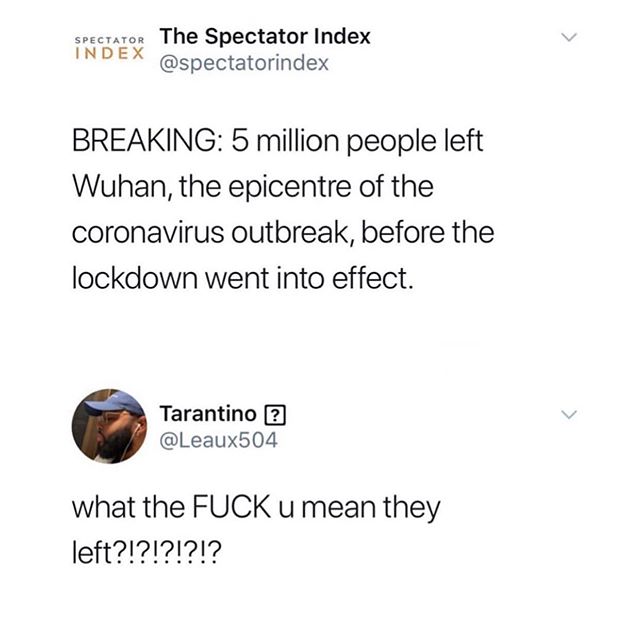 SPECTATOR
INDEX
The Spectator Index
@spectatorindex
BREAKING: 5 million people left
Wuhan, the epicentre of the
coronavirus outbreak, before the
lockdown went into effect.
Tarantino ⍰
@Leaux504
what the FUCK u mean they
left?!?!?!?!?